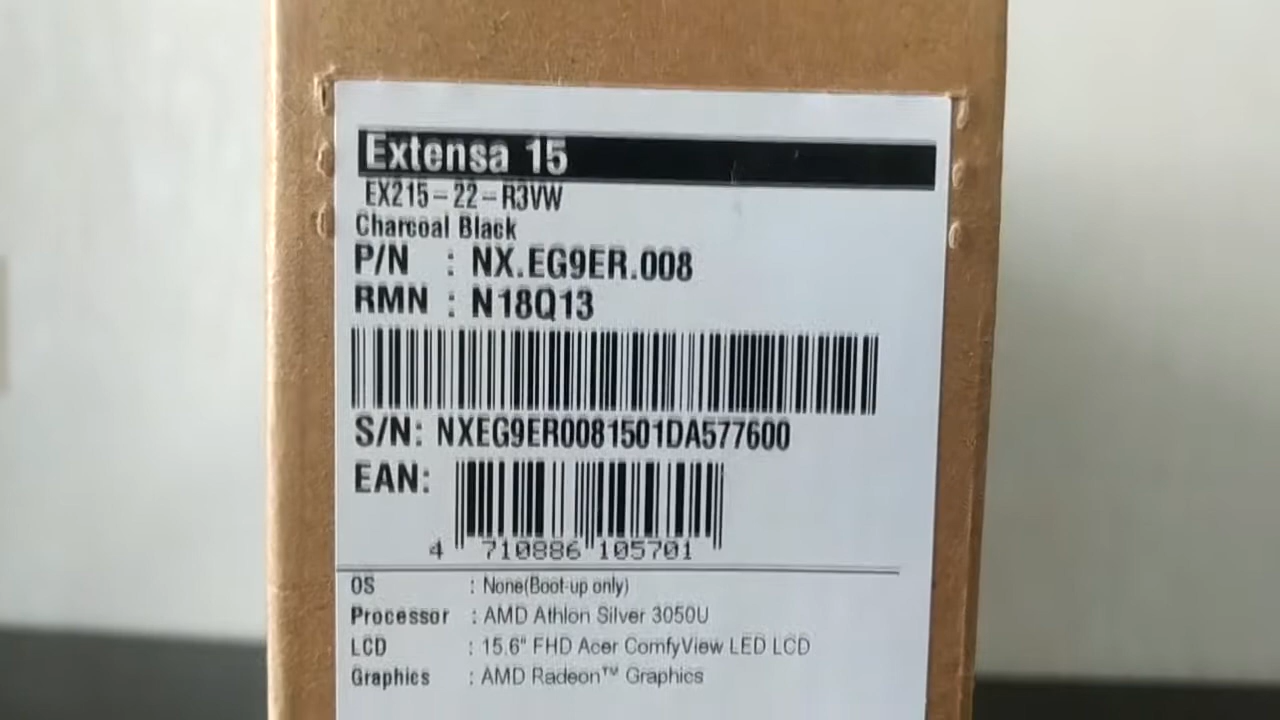 Extensa 15
EX215-22-R3VW
Charcoal Black
P/N : NX.EG9ER.008
RMN : N18Q13
S/N: NXEG9ER0081501DA577600
EAN:
4 710886 105701
OS : None(Boot-up only)
Processor : AMD Athlon Silver 3050U
LCD : 15.6" FHD Acer ComfyView LED LCD
Graphics : AMD Radeon™ Graphics